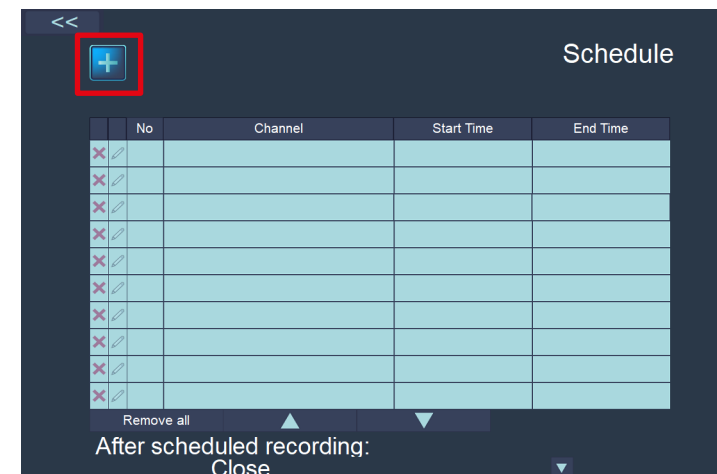 <<
Schedule
No Channel Start Time End Time
Remove all
After scheduled recording:
Close